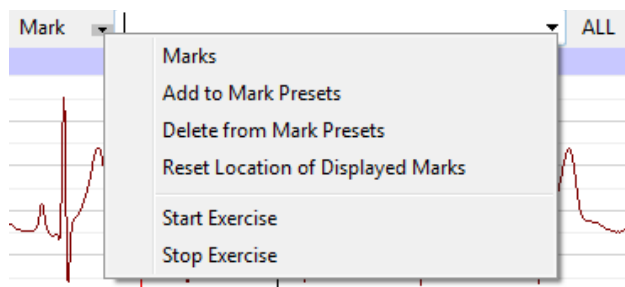 Mark ALL
Marks
Add to Mark Presets
Delete from Mark Presets
Reset Location of Displayed Marks
Start Exercise
Stop Exercise